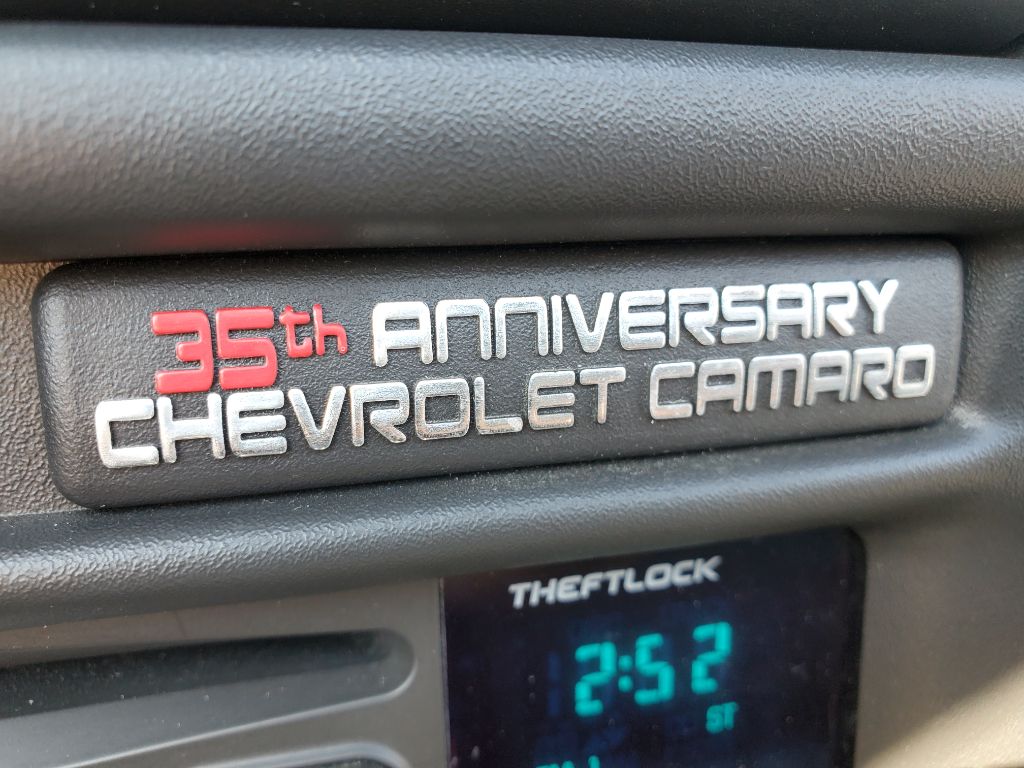 35th ANNIVERSARY
CHEVROLET CAMARO
THEFTLOCK
2:52
ST